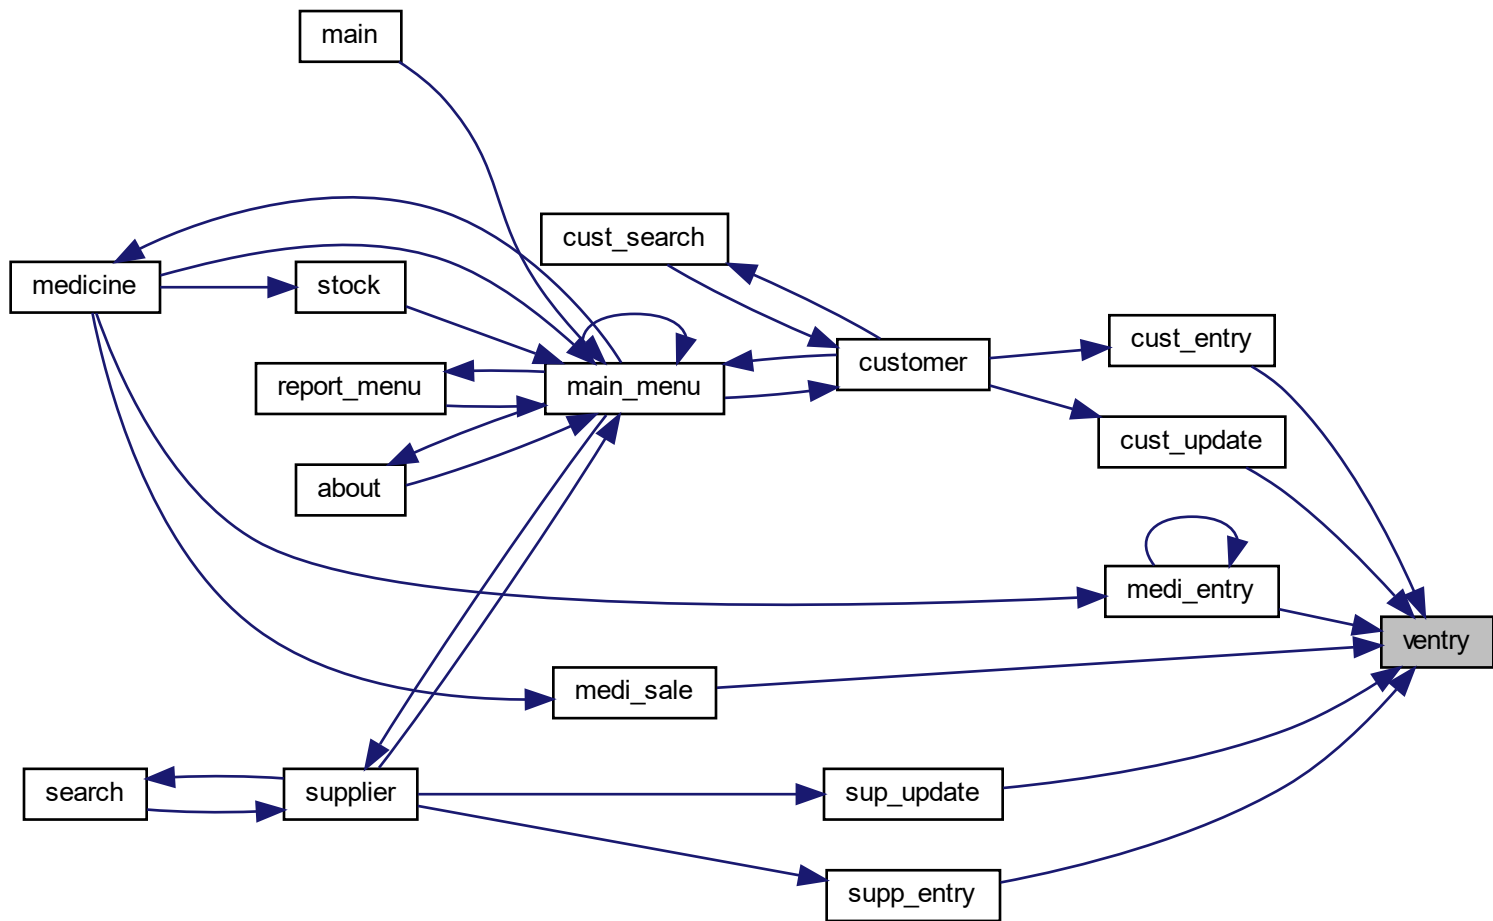 main
cust_search
medicine
stock
cust_entry
customer
report_menu
main_menu
cust_update
about
medi_entry
ventry
medi_sale
search
supplier
sup_update
supp_entry